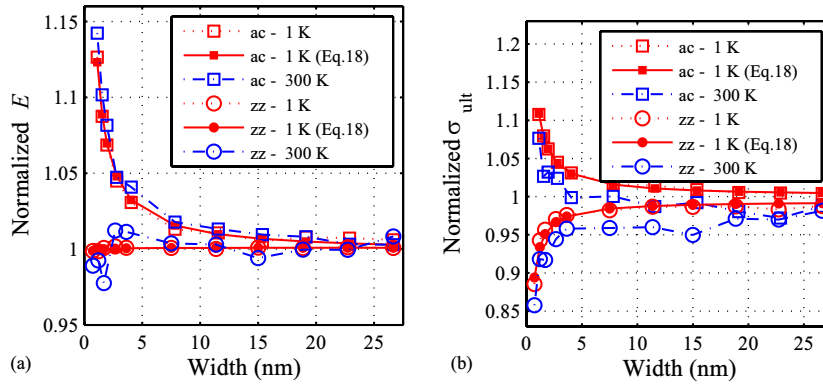 1.15
1.1
1.05
1
0.95
Normalized E
0 5 10 15 20 25
Width (nm)
(a)
ac - 1 K
ac - 1 K (Eq.18)
ac - 300 K
zz - 1 K
zz - 1 K (Eq.18)
zz - 300 K
1.2
1.15
1.1
1.05
1
0.95
0.9
0.85
Normalized σult
0 5 10 15 20 25
Width (nm)
(b)
ac - 1 K
ac - 1 K (Eq.18)
ac - 300 K
zz - 1 K
zz - 1 K (Eq.18)
zz - 300 K